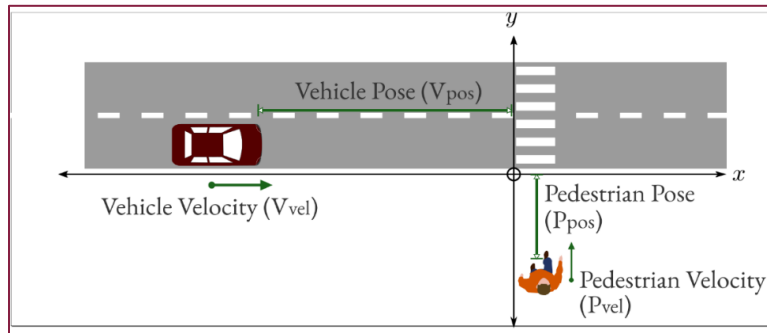 y
Vehicle Pose (Vpos)
x
Vehicle Velocity (Vvel)
Pedestrian Pose
(Ppos)
Pedestrian Velocity
(Pvel)